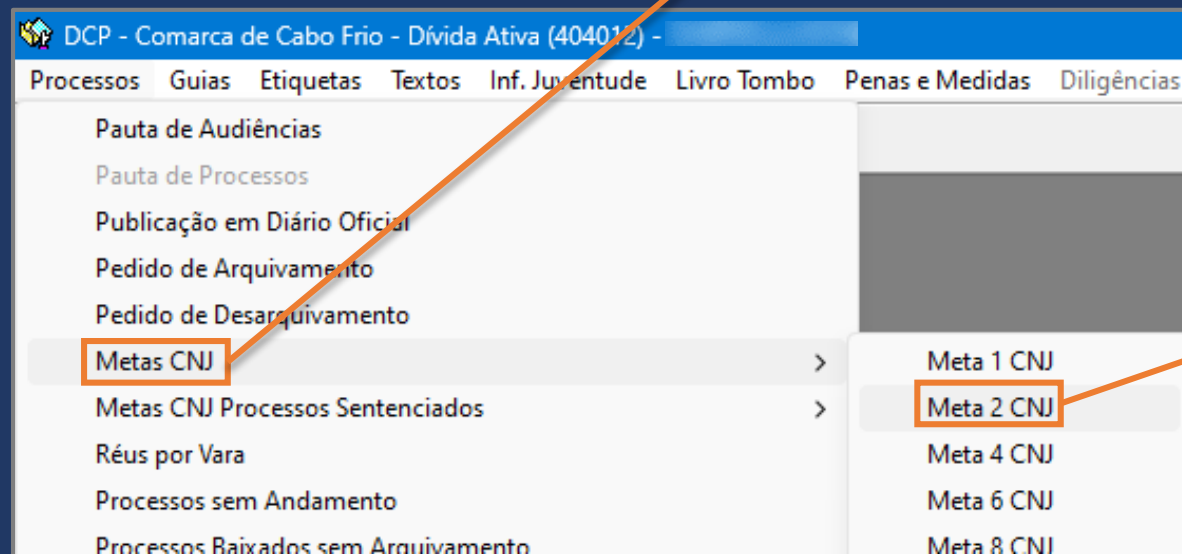 DCP - Comarca de Cabo Frio - Dívida Ativa (404012) -
Processos Guias Etiquetas Textos Inf. Juventude Livro Tombo Penas e Medidas Diligências
Pauta de Audiências
Pauta de Processos
Publicação em Diário Oficial
Pedido de Arquivamento
Pedido de Desarquivamento
Metas CNJ > Meta 1 CNJ
Metas CNJ Processos Sentenciados > Meta 2 CNJ
Réus por Vara Meta 4 CNJ
Processos sem Andamento Meta 6 CNJ
Processos Baixados sem Arquivamento Meta 8 CNJ